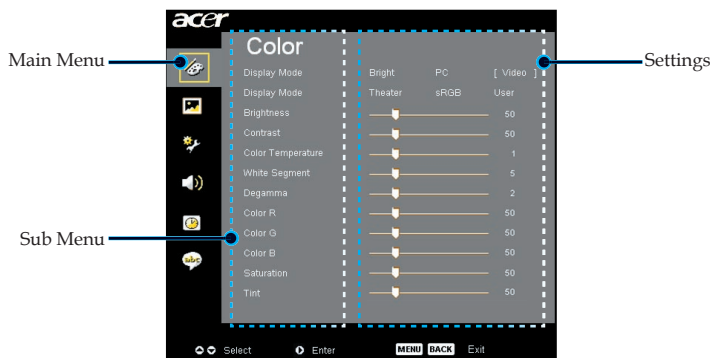 acer
Color
Main Menu
Settings
Display Mode Bright PC [ Video ]
Display Mode Theater sRGB User
Brightness 50
Contrast 50
Color Temperature 1
White Segment 5
Degamma 2
Color R 50
Sub Menu
Color G 50
Color B 50
abc
Saturation 50
Tint 50
Select Enter MENU BACK Exit